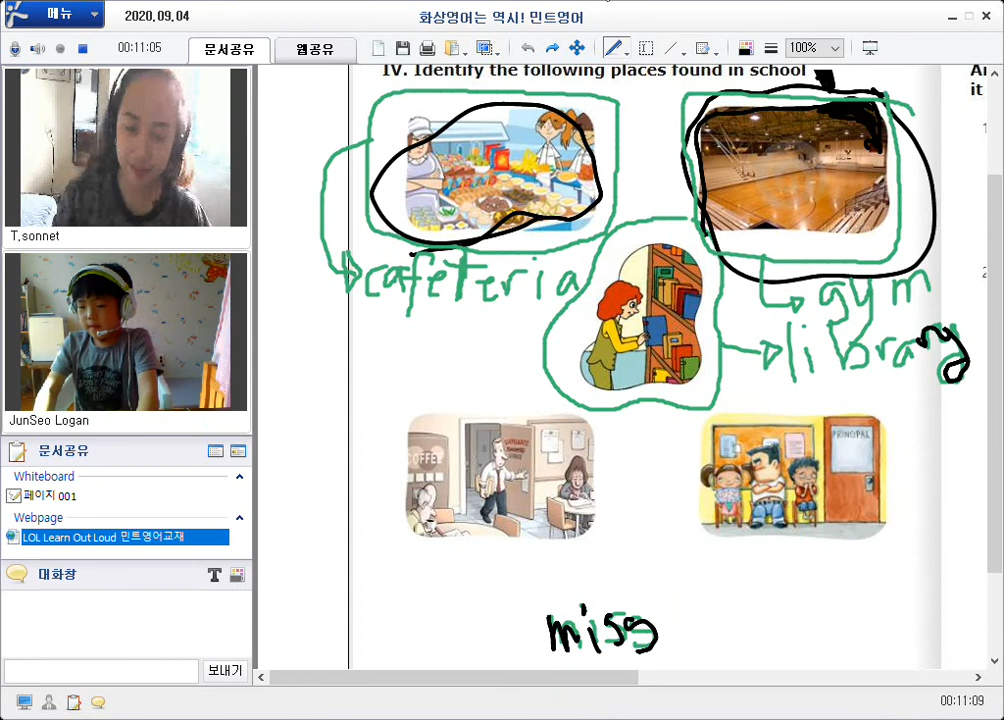 메뉴
2020.09.04
화상영어는 역시! 민트영어
00:11:05
문서공유
웹공유
100%
T.sonnet
JunSeo Logan
문서공유
Whiteboard
페이지 001
Webpage
LOL Learn Out Loud 민트영어교재
대화창
보내기
IV. Identify the following places found in school
Ar
it
cafeteria
gym
library
COFFEE
PRINCIPAL
miss
00:11:09